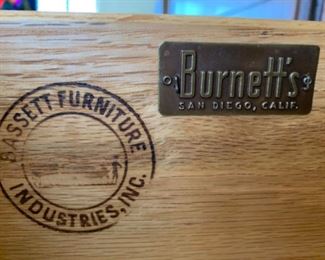 BASSETT FURNITURE
INDUSTRIES, INC.
Burnett's
SAN DIEGO, CALIF.